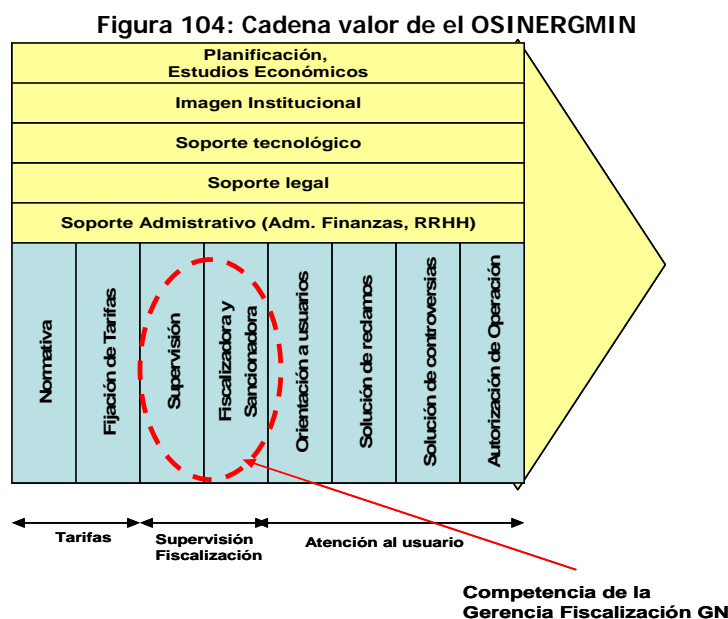 Figura 104: Cadena valor de el OSINERGMIN
Planificación,
Estudios Económicos
Imagen Institucional
Soporte tecnológico
Soporte legal
Soporte Admistrativo (Adm. Finanzas, RRHH)
Normativa
Fijación de Tarifas
Supervisión
Fiscalizadora y
Sancionadora
Orientación a usuarios
Solución de reclamos
Solución de controversias
Autorización de Operación
Tarifas
Supervisión
Fiscalización
Atención al usuario
Competencia de la
Gerencia Fiscalización GN